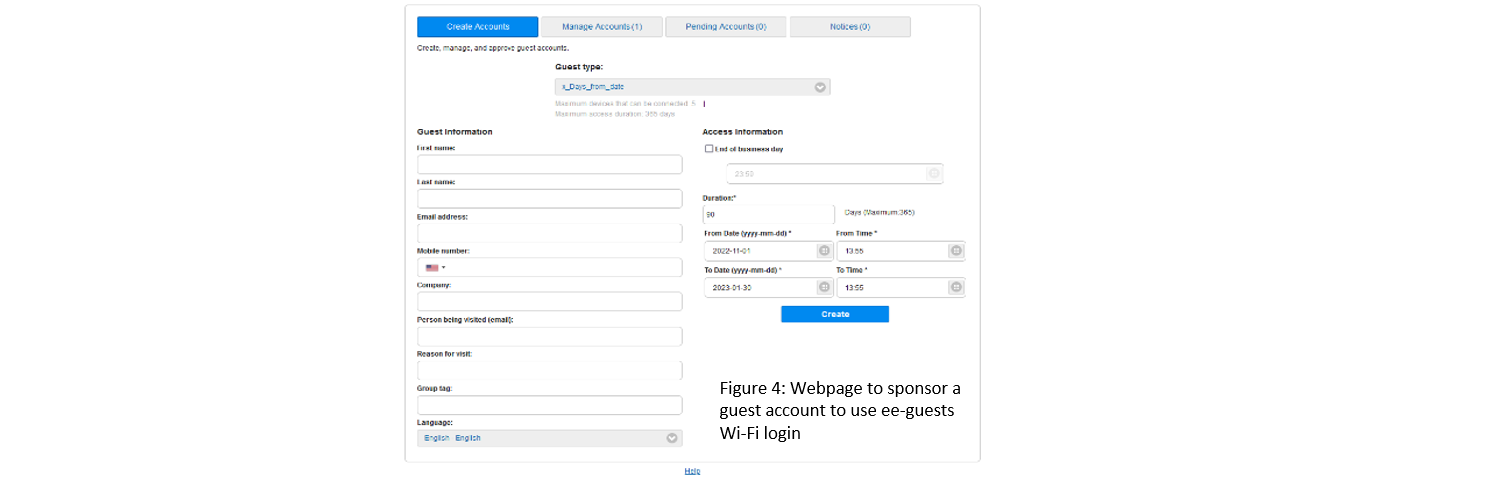 Create Accounts
Manage Accounts (1)
Pending Accounts (0)
Notices (0)
Create, manage, and approve guest accounts.
Guest type:
x_Days_from_date
Maximum devices that can be connected: 5
Maximum access duration: 365 days
Guest Information
First name:
Last name:
Email address:
Mobile number:
Company:
Person being visited (email):
Reason for visit:
Group tag:
Language:
English - English
Access Information
End of business day
23:59
Duration:*
90
Days (Maximum:365)
From Date (yyyy-mm-dd) *
From Time *
2022-11-01
13:55
To Date (yyyy-mm-dd) *
To Time *
2023-01-30
13:55
Create
Figure 4: Webpage to sponsor a
guest account to use ee-guests
Wi-Fi login
Help